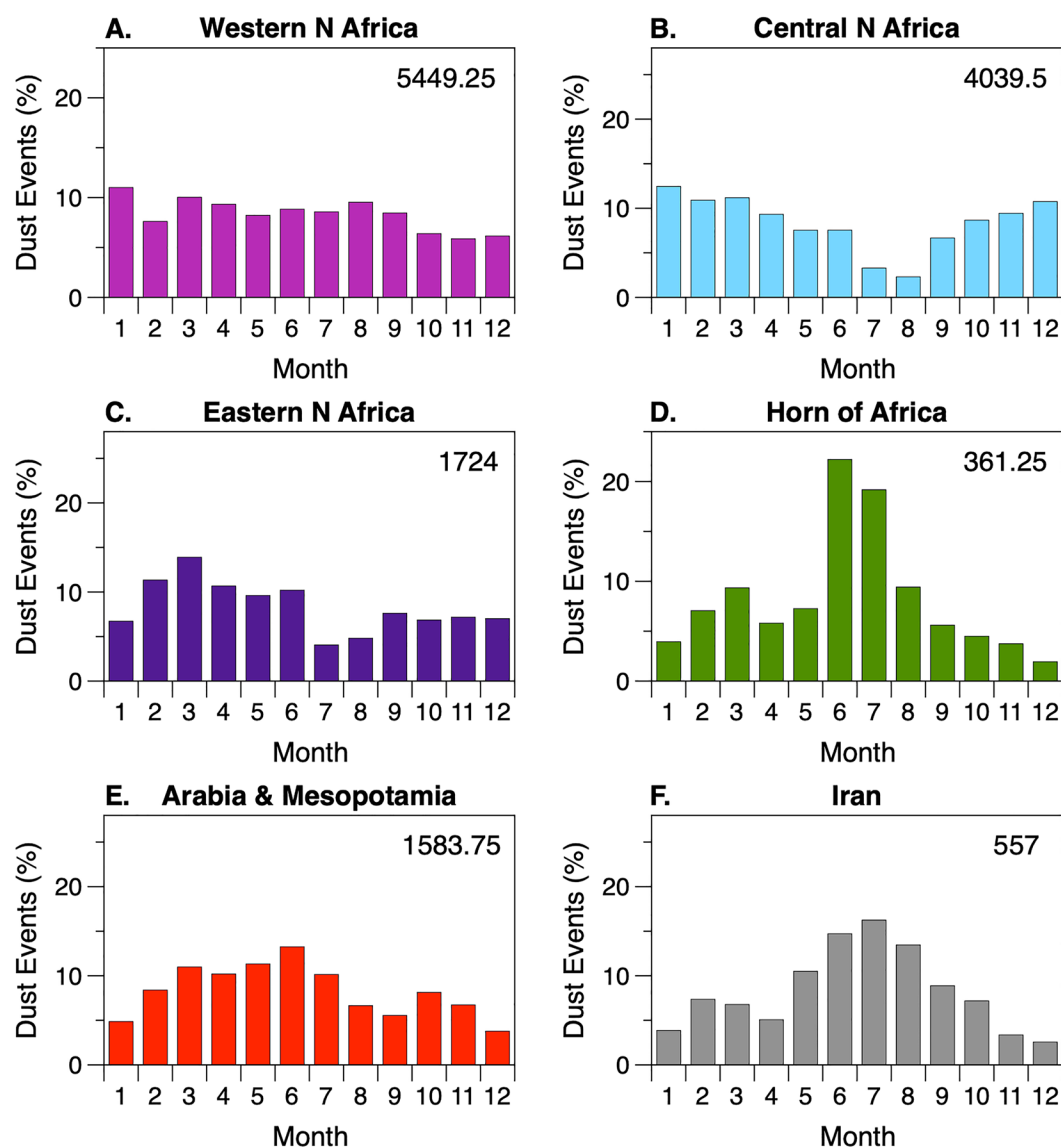 A. Western N Africa
5449.25
Dust Events (%)
20
10
0
1 2 3 4 5 6 7 8 9 10 11 12
Month
B. Central N Africa
4039.5
Dust Events (%)
20
10
0
1 2 3 4 5 6 7 8 9 10 11 12
Month
C. Eastern N Africa
1724
Dust Events (%)
20
10
0
1 2 3 4 5 6 7 8 9 10 11 12
Month
D. Horn of Africa
361.25
Dust Events (%)
20
10
0
1 2 3 4 5 6 7 8 9 10 11 12
Month
E. Arabia & Mesopotamia
1583.75
Dust Events (%)
20
10
0
1 2 3 4 5 6 7 8 9 10 11 12
Month
F. Iran
557
Dust Events (%)
20
10
0
1 2 3 4 5 6 7 8 9 10 11 12
Month